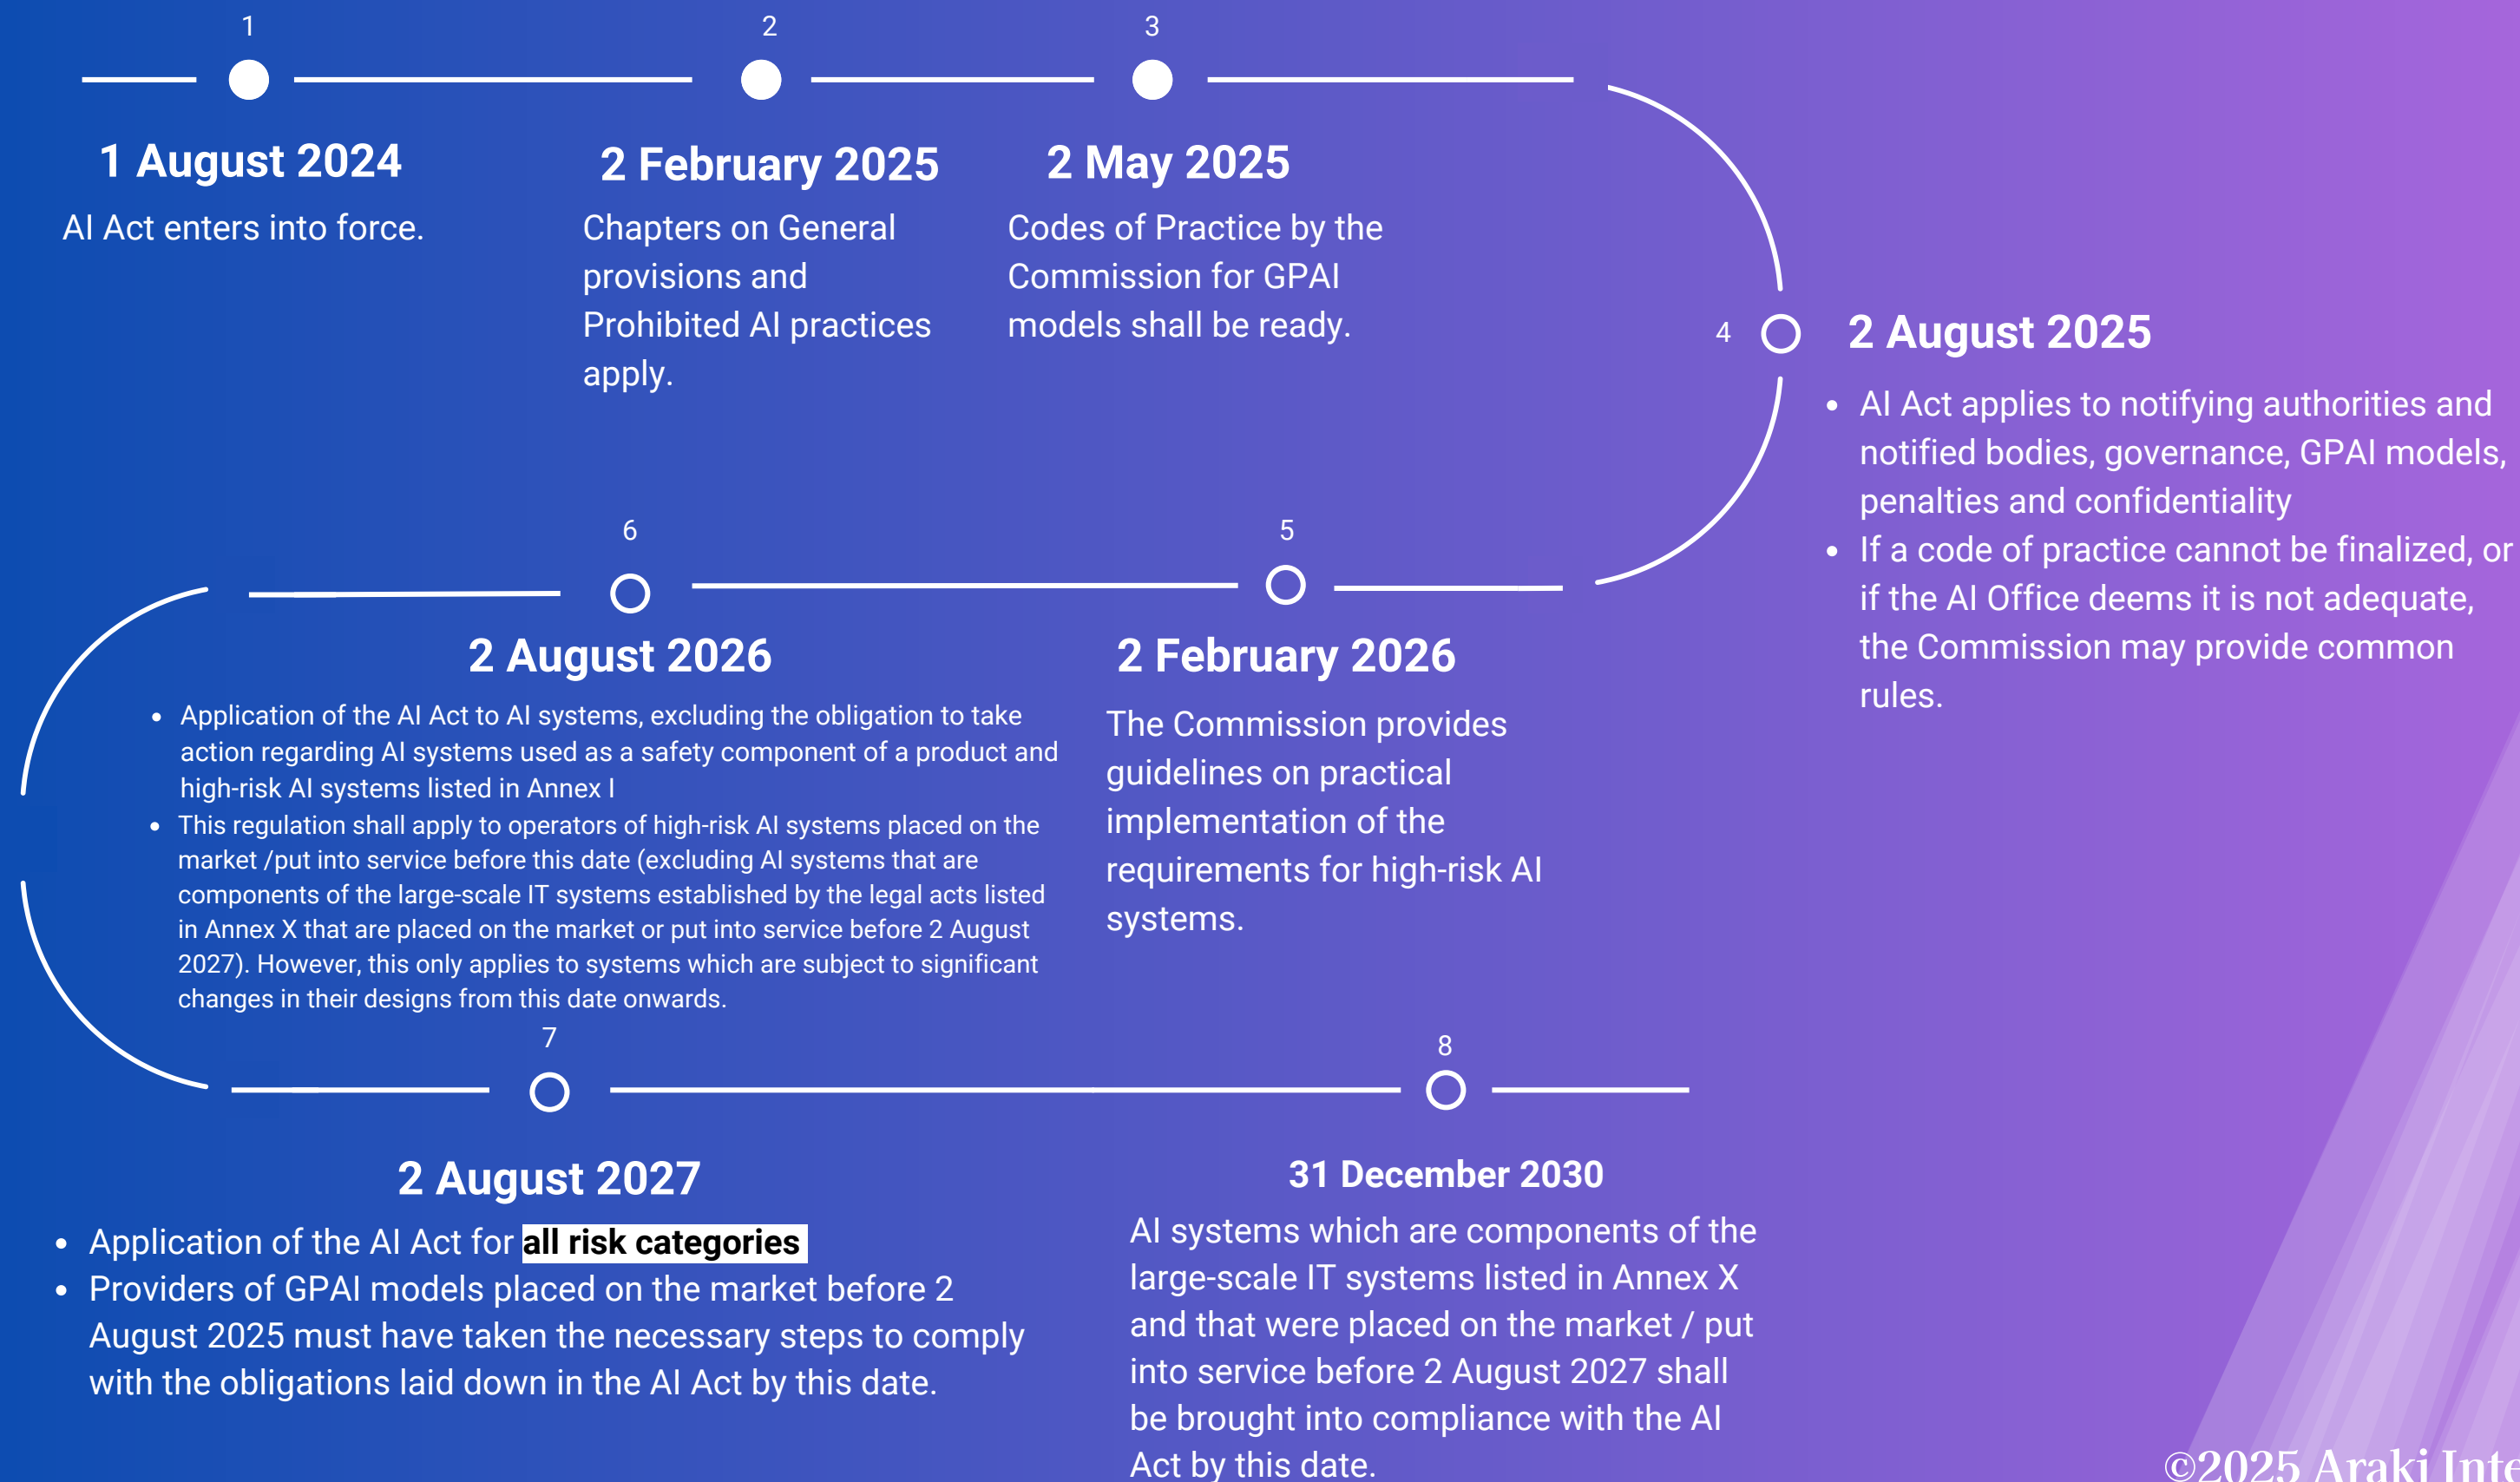 1
1 August 2024
AI Act enters into force.
2
2 February 2025
Chapters on General
provisions and
Prohibited AI practices
apply.
3
2 May 2025
Codes of Practice by the
Commission for GPAI
models shall be ready.
4
2 August 2025
• AI Act applies to notifying authorities and
notified bodies, governance, GPAI models,
penalties and confidentiality
• If a code of practice cannot be finalized, or
if the AI Office deems it is not adequate,
the Commission may provide common
rules.
5
2 February 2026
The Commission provides
guidelines on practical
implementation of the
requirements for high-risk AI
systems.
6
2 August 2026
• Application of the AI Act to AI systems, excluding the obligation to take
action regarding AI systems used as a safety component of a product and
high-risk AI systems listed in Annex I
• This regulation shall apply to operators of high-risk AI systems placed on the
market /put into service before this date (excluding AI systems that are
components of the large-scale IT systems established by the legal acts listed
in Annex X that are placed on the market or put into service before 2 August
2027). However, this only applies to systems which are subject to significant
changes in their designs from this date onwards.
7
2 August 2027
• Application of the AI Act for all risk categories
• Providers of GPAI models placed on the market before 2
August 2025 must have taken the necessary steps to comply
with the obligations laid down in the AI Act by this date.
8
31 December 2030
AI systems which are components of the
large-scale IT systems listed in Annex X
and that were placed on the market / put
into service before 2 August 2027 shall
be brought into compliance with the AI
Act by this date.
©2025 Araki